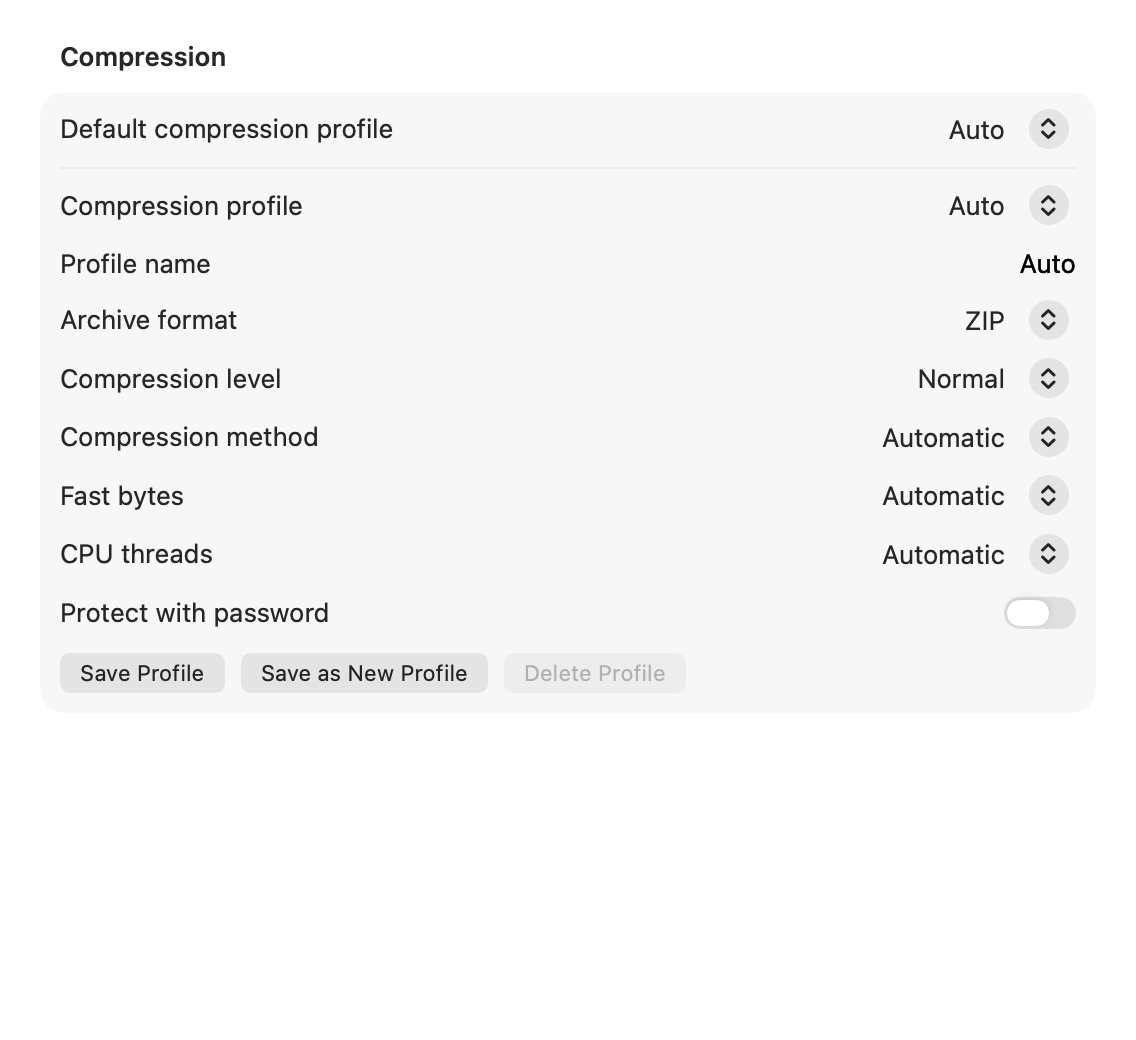 Compression
Default compression profile Auto
Compression profile Auto
Profile name Auto
Archive format ZIP
Compression level Normal
Compression method Automatic
Fast bytes Automatic
CPU threads Automatic
Protect with password
Save Profile Save as New Profile Delete Profile